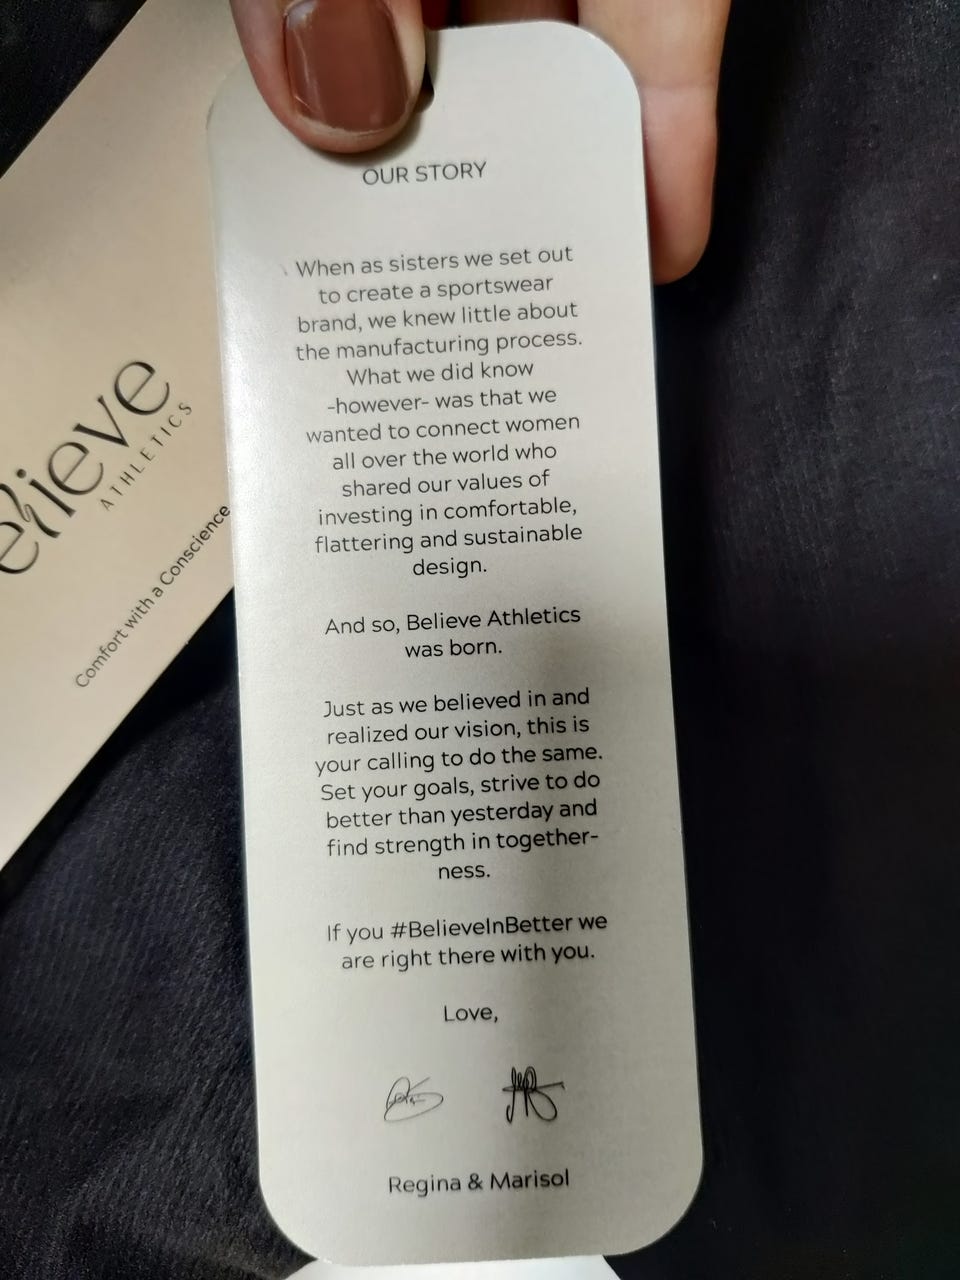 OUR STORY
When as sisters we set out
to create a sportswear
brand, we knew little about
the manufacturing process.
What we did know
-however- was that we
wanted to connect women
all over the world who
shared our values of
investing in comfortable,
flattering and sustainable
design.
And so, Believe Athletics
was born.
Just as we believed in and
realized our vision, this is
your calling to do the same.
Set your goals, strive to do
better than yesterday and
find strength in together-
ness.
If you #BelieveInBetter we
are right there with you.
Love,
Regina & Marisol
elieve
ATHLETICS
Comfort with a Conscience